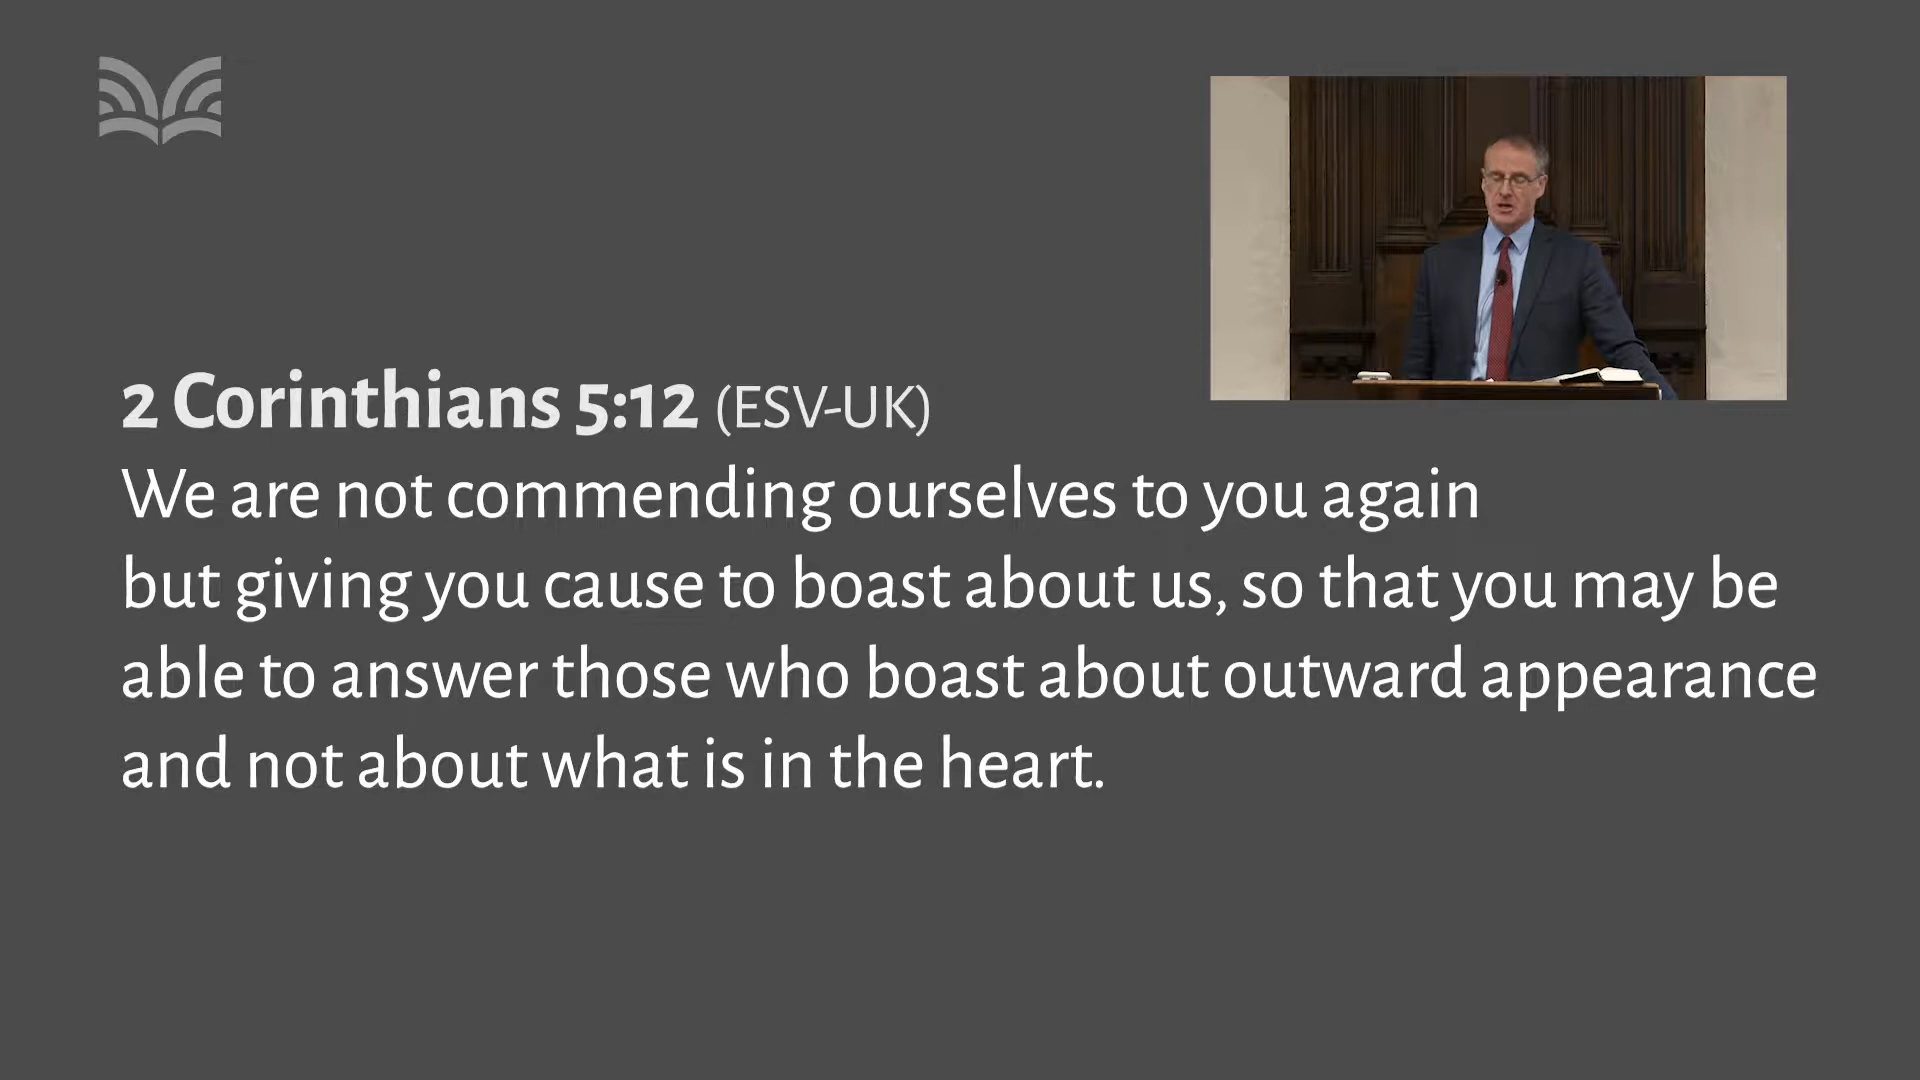 2 Corinthians 5:12 (ESV-UK)
We are not commending ourselves to you again
but giving you cause to boast about us, so that you may be
able to answer those who boast about outward appearance
and not about what is in the heart.